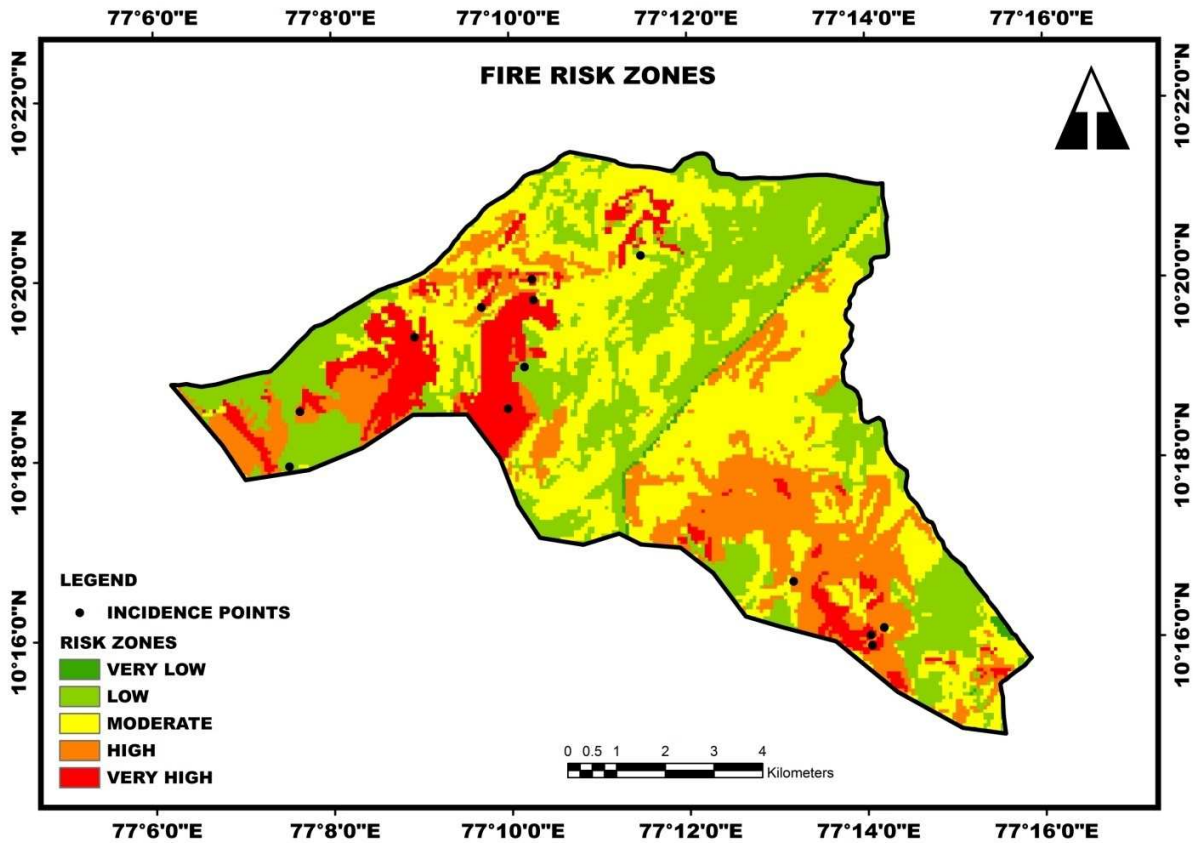 77°6'0"E 77°8'0"E 77°10'0"E 77°12'0"E 77°14'0"E 77°16'0"E
FIRE RISK ZONES
10°22'0"N 10°22'0"N
10°20'0"N 10°20'0"N
10°18'0"N 10°18'0"N
10°16'0"N 10°16'0"N
LEGEND
INCIDENCE POINTS
RISK ZONES
VERY LOW
LOW
MODERATE
HIGH
VERY HIGH
0 0.5 1 2 3 4
Kilometers
77°6'0"E 77°8'0"E 77°10'0"E 77°12'0"E 77°14'0"E 77°16'0"E